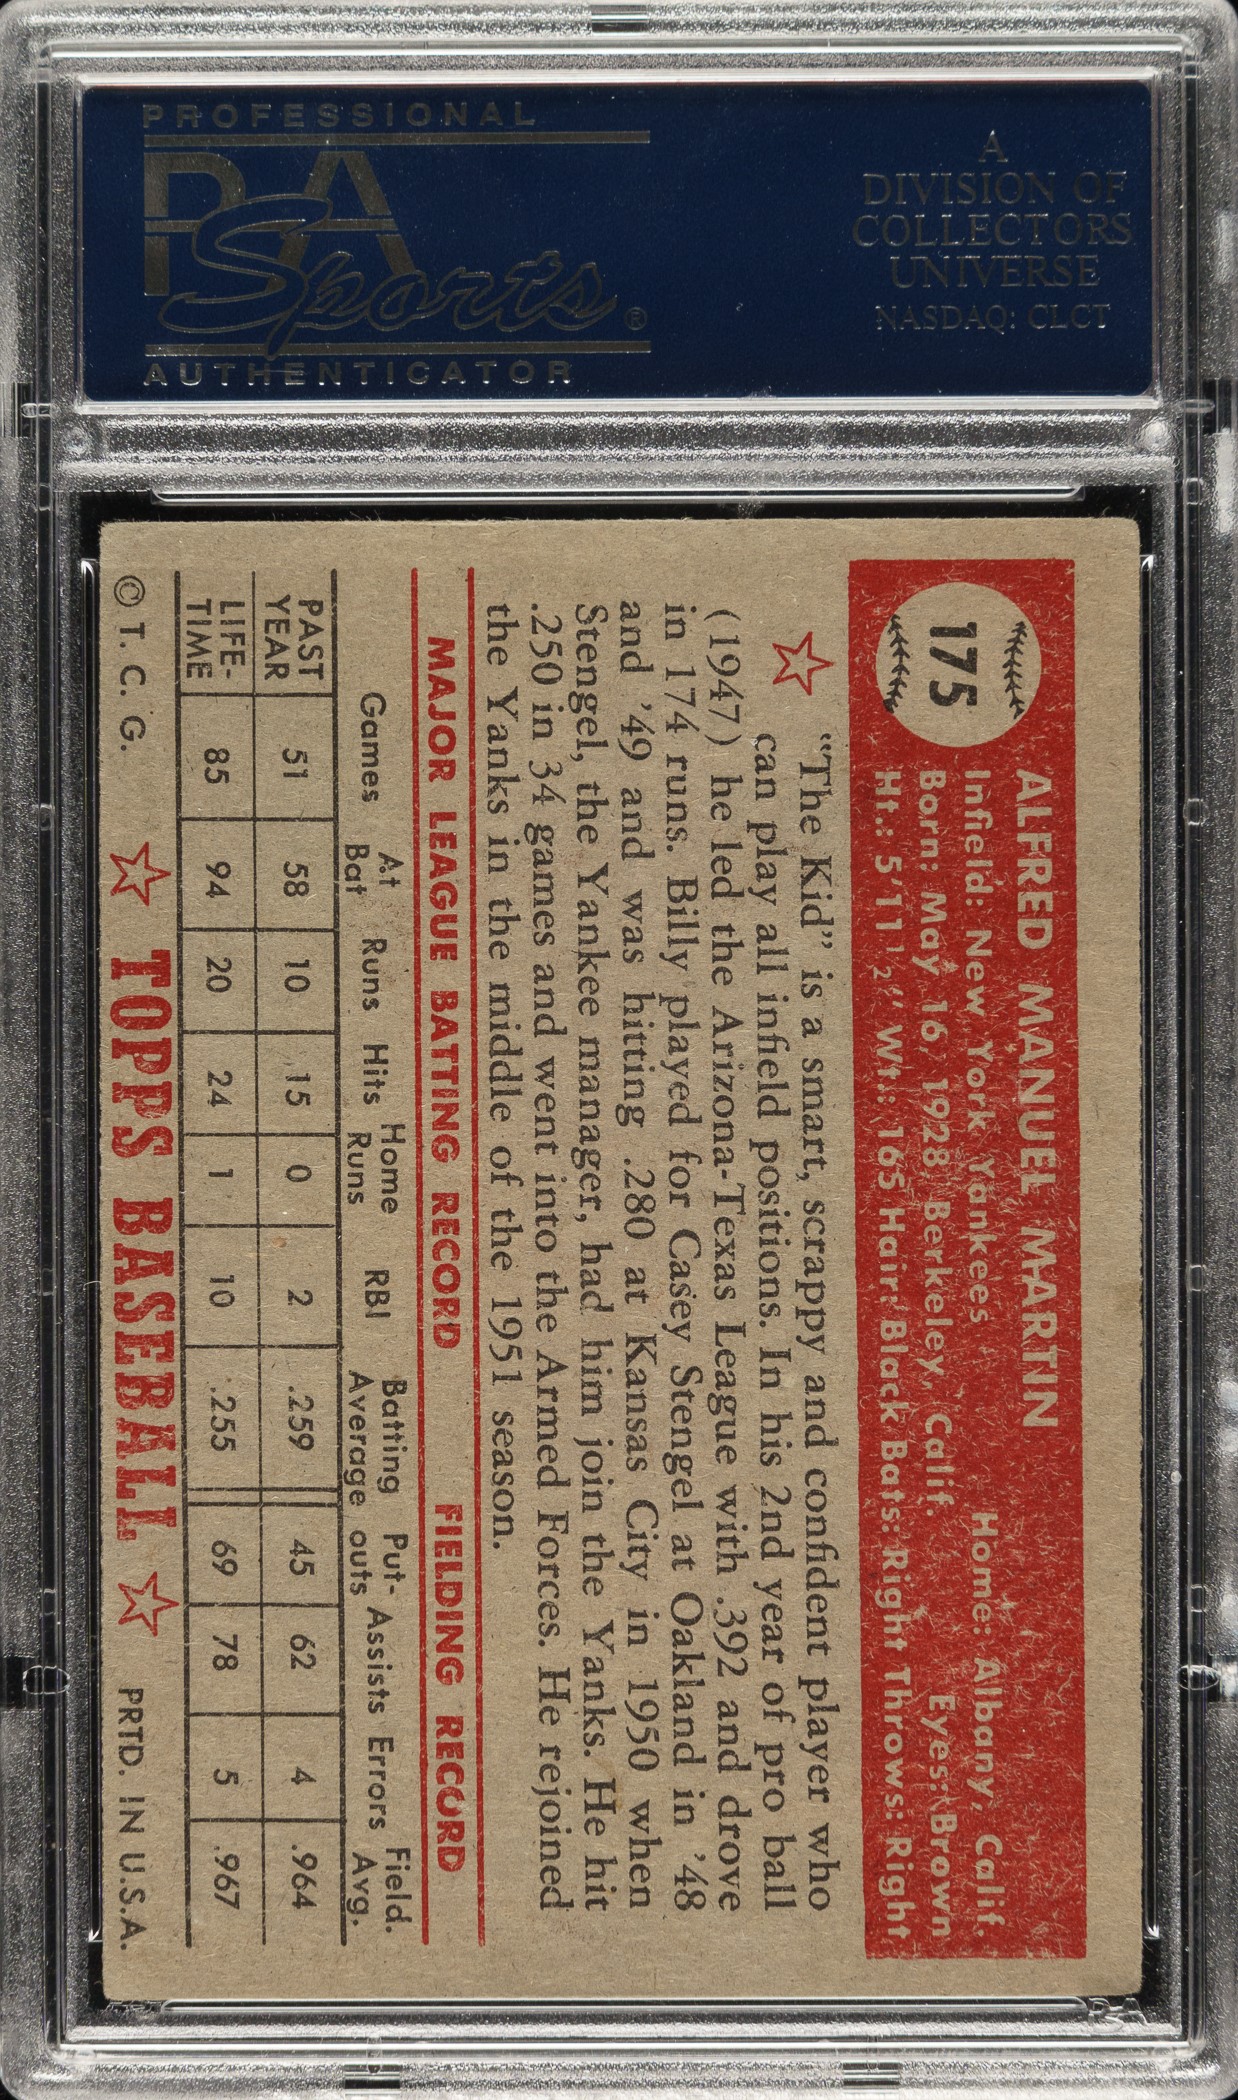 PROFESSIONAL
PSA
Sports®
AUTHENTICATOR
A
DIVISION OF
COLLECTORS
UNIVERSE
NASDAQ: CLCT
175
ALFRED MANUEL MARTIN
Infield: New York Yankees Home: Albany, Calif.
Born: May 16, 1928 Berkeley, Calif. Eyes: Brown
Ht.: 5'11½" Wt.: 165 Hair: Black Bats: Right Throws: Right
"The Kid" is a smart, scrappy and confident player who
can play all infield positions. In his 2nd year of pro ball
(1947) he led the Arizona-Texas League with .392 and drove
in 174 runs. Billy played for Casey Stengel at Oakland in '48
and '49 and was hitting .280 at Kansas City in 1950 when
Stengel, the Yankee manager, had him join the Yanks. He hit
.250 in 34 games and went into the Armed Forces. He rejoined
the Yanks in the middle of the 1951 season.
MAJOR LEAGUE BATTING RECORD FIELDING RECORD
Games At Bat Runs Hits Home Runs RBI Batting Average Put-outs Assists Errors Field. Avg.
PAST YEAR 51 58 10 15 0 2 .259 45 62 4 .964
LIFE-TIME 85 94 20 24 1 10 .255 69 78 5 .967
© T. C. G. TOPPS BASEBALL PRTD. IN U.S.A.
PSA